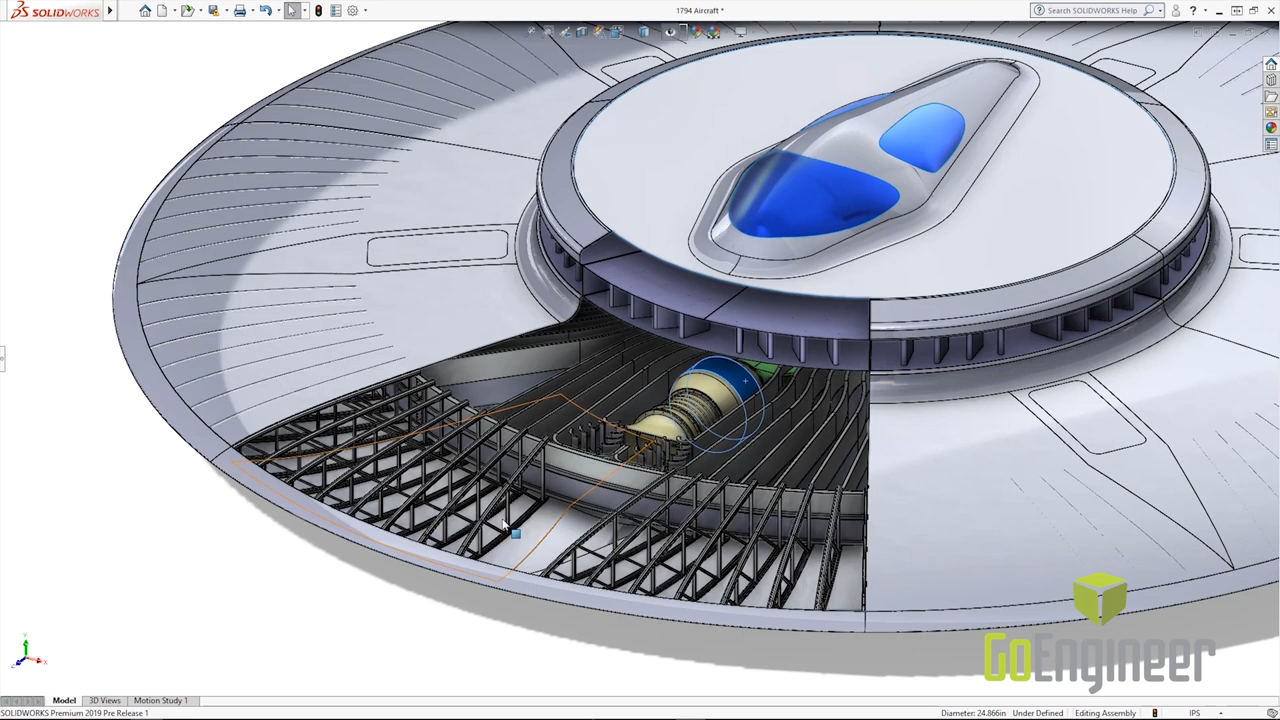 SOLIDWORKS
1794 Aircraft *
Search SOLIDWORKS Help
GoEngineer
Model
3D Views
Motion Study 1
SOLIDWORKS Premium 2019 Pre Release 1
Diameter: 24.866in
Under Defined
Editing Assembly
IPS